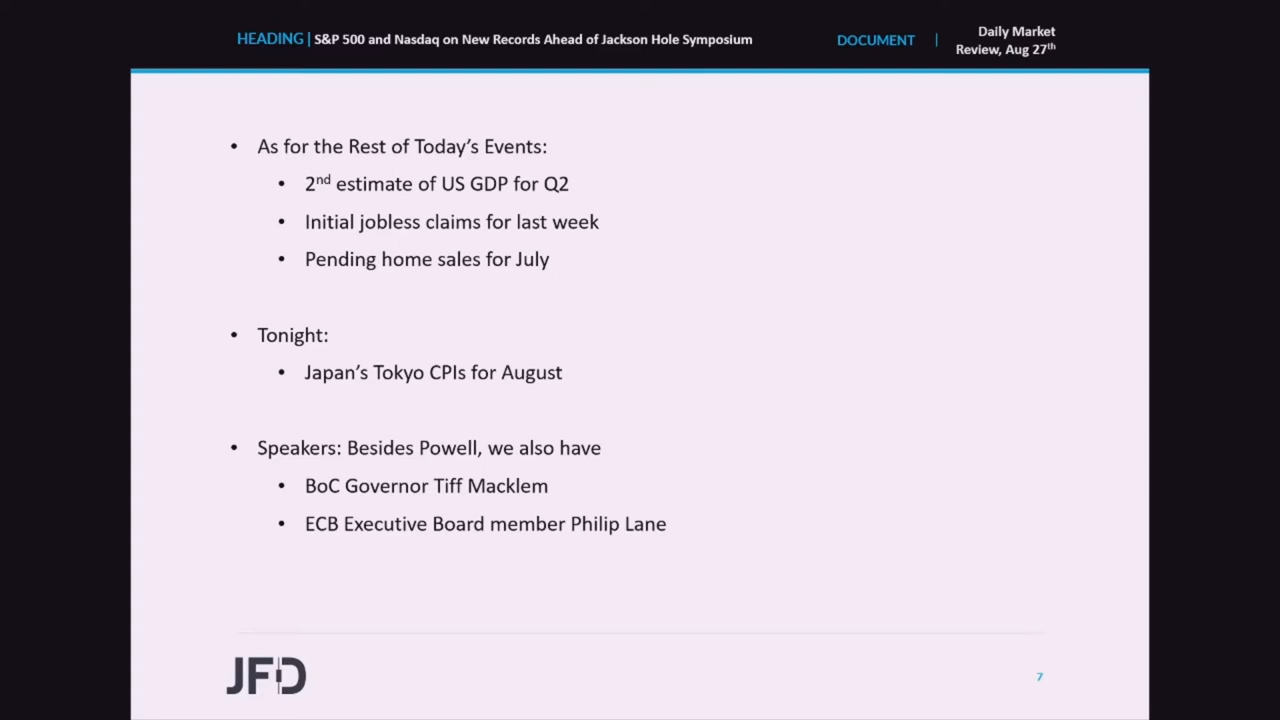 HEADING | S&P 500 and Nasdaq on New Records Ahead of Jackson Hole Symposium
DOCUMENT | Daily Market
Review, Aug 27th
• As for the Rest of Today’s Events:
• 2nd estimate of US GDP for Q2
• Initial jobless claims for last week
• Pending home sales for July
• Tonight:
• Japan’s Tokyo CPIs for August
• Speakers: Besides Powell, we also have
• BoC Governor Tiff Macklem
• ECB Executive Board member Philip Lane
JFD
7